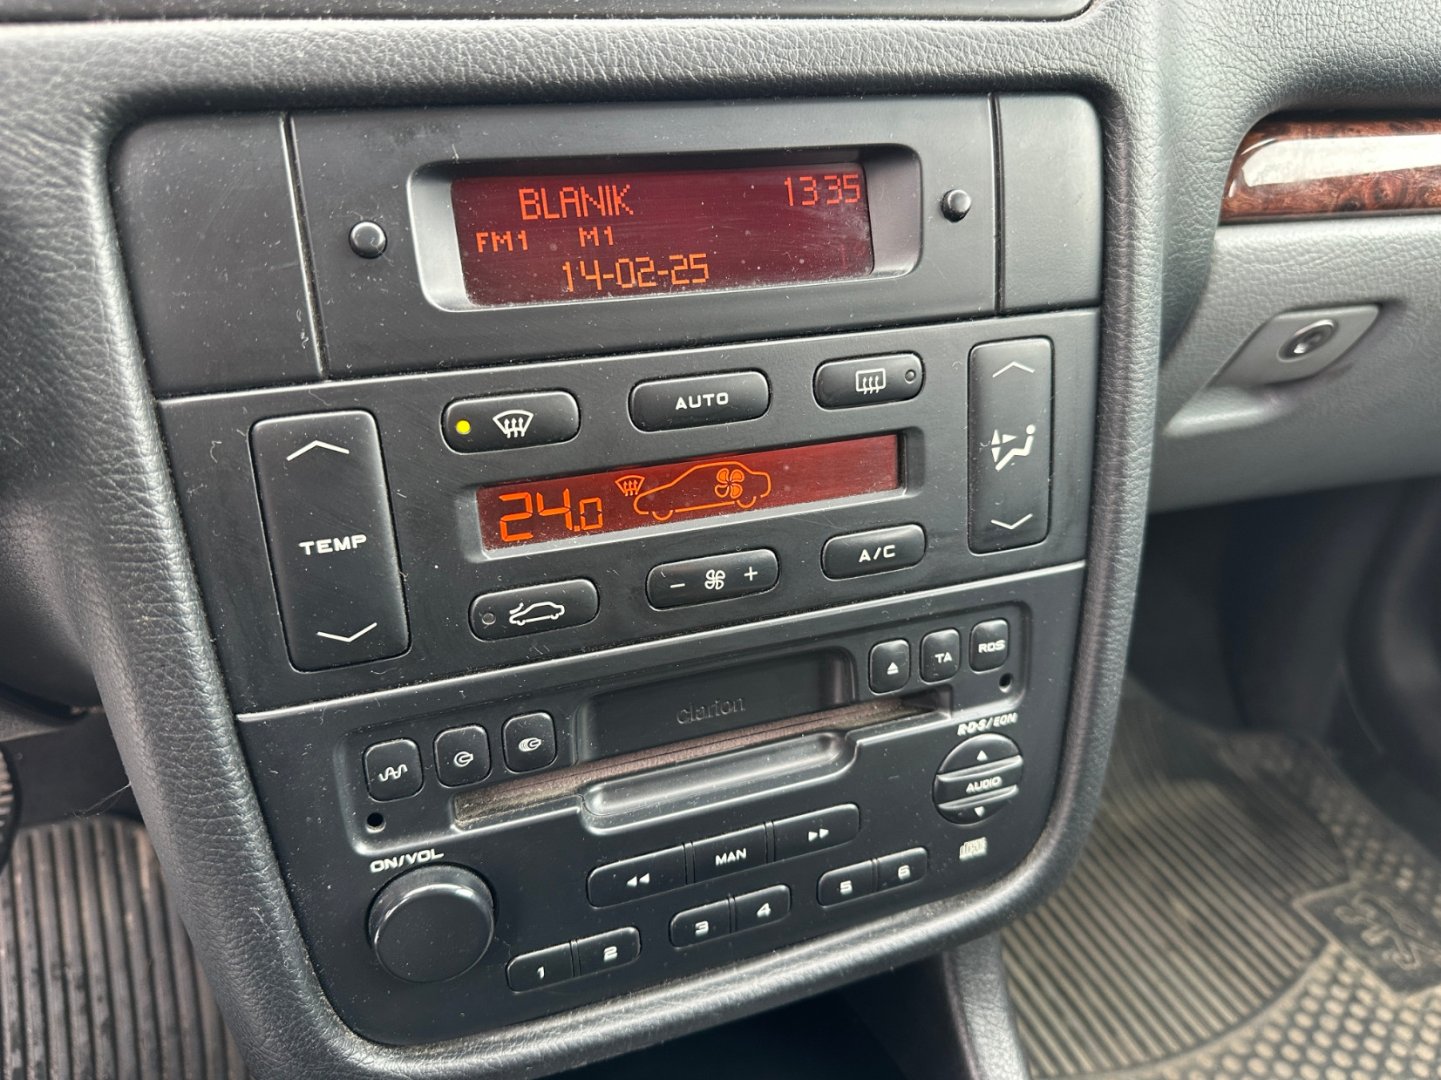 BLANIK 13 35
FM1 M1
14-02-25
AUTO
TEMP
24.0
A/C
TA
RDS
clarion
R·D·S/EON
AUDIO
ON/VOL
MAN
1 2 3 4 5 6